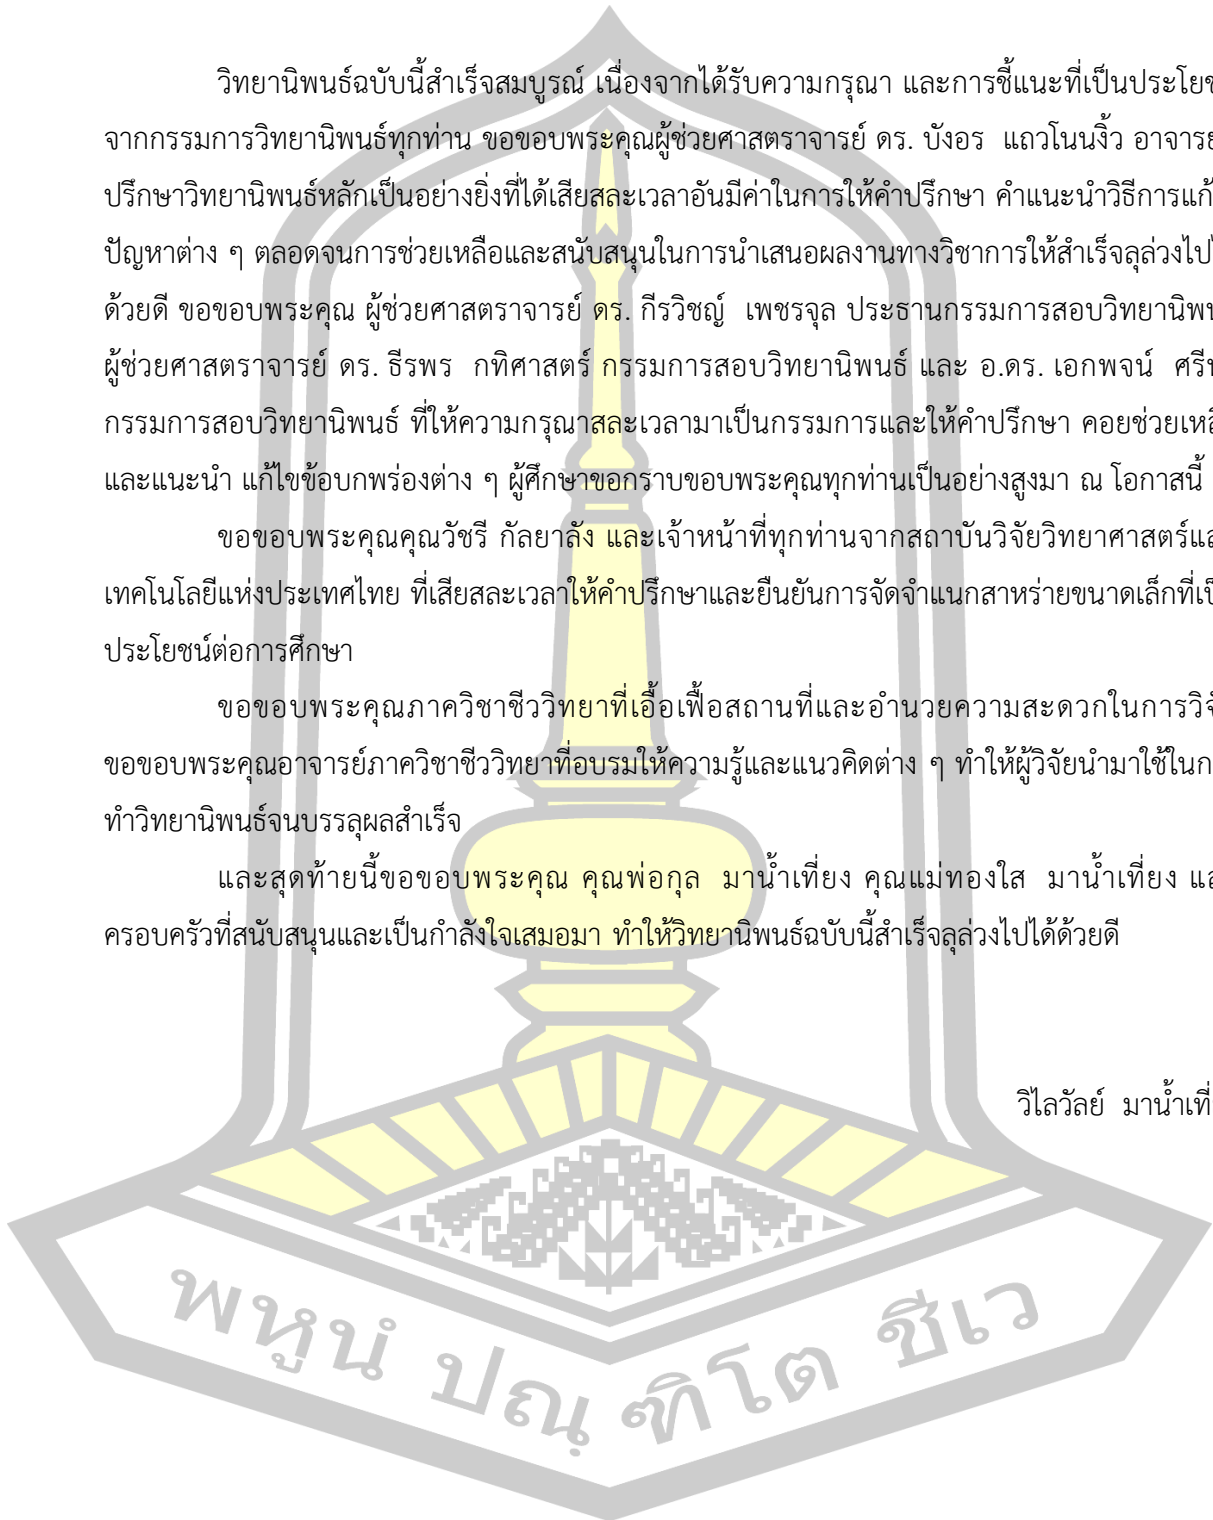 วิทยานิพนธ์ฉบับนี้สำเร็จสมบูรณ์ เนื่องจากได้รับความกรุณา และการชี้แนะที่เป็นประโยช
จากกรรมการวิทยานิพนธ์ทุกท่าน ขอขอบพระคุณผู้ช่วยศาสตราจารย์ ดร. บังอร แถวโนนงิ้ว อาจารย
ปรึกษาวิทยานิพนธ์หลักเป็นอย่างยิ่งที่ได้เสียสละเวลาอันมีค่าในการให้คำปรึกษา คำแนะนำวิธีการแก้
ปัญหาต่าง ๆ ตลอดจนการช่วยเหลือและสนับสนุนในการนำเสนอผลงานทางวิชาการให้สำเร็จลุล่วงไป
ด้วยดี ขอขอบพระคุณ ผู้ช่วยศาสตราจารย์ ดร. กีรวิชญ์ เพชรจุล ประธานกรรมการสอบวิทยานิพน
ผู้ช่วยศาสตราจารย์ ดร. ธีรพร กทิศาสตร์ กรรมการสอบวิทยานิพนธ์ และ อ.ดร. เอกพจน์ ศรี
กรรมการสอบวิทยานิพนธ์ ที่ให้ความกรุณาสละเวลามาเป็นกรรมการและให้คำปรึกษา คอยช่วยเหลื
และแนะนำ แก้ไขข้อบกพร่องต่าง ๆ ผู้ศึกษาขอกราบขอบพระคุณทุกท่านเป็นอย่างสูงมา ณ โอกาสนี้
ขอขอบพระคุณคุณวัชรี กัลยาลัง และเจ้าหน้าที่ทุกท่านจากสถาบันวิจัยวิทยาศาสตร์แล
เทคโนโลยีแห่งประเทศไทย ที่เสียสละเวลาให้คำปรึกษาและยืนยันการจัดจำแนกสาหร่ายขนาดเล็กที่เป็
ประโยชน์ต่อการศึกษา
ขอขอบพระคุณภาควิชาชีววิทยาที่เอื้อเฟื้อสถานที่และอำนวยความสะดวกในการวิจั
ขอขอบพระคุณอาจารย์ภาควิชาชีววิทยาที่อบรมให้ความรู้และแนวคิดต่าง ๆ ทำให้ผู้วิจัยนำมาใช้ในก
ทำวิทยานิพนธ์จนบรรลุผลสำเร็จ
และสุดท้ายนี้ขอขอบพระคุณ คุณพ่อกุล มาน้ำเที่ยง คุณแม่ทองใส มาน้ำเที่ยง แล
ครอบครัวที่สนับสนุนและเป็นกำลังใจเสมอมา ทำให้วิทยานิพนธ์ฉบับนี้สำเร็จลุล่วงไปได้ด้วยดี
วิไลวัลย์ มาน้ำเที่
พหูนํ ปณฺฑิโต ชีเว